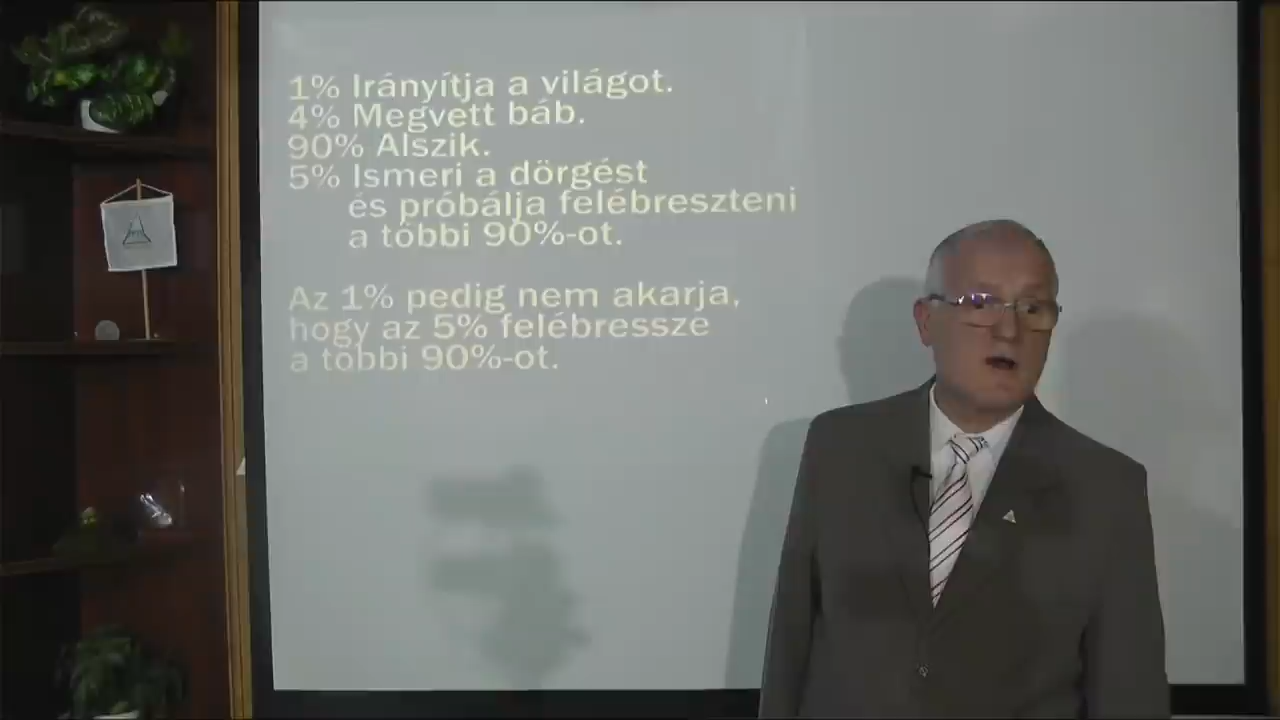 1% Irányítja a világot.
4% Megvett báb.
90% Alszik.
5% Ismeri a dörgést
és próbálja felébreszteni
a többi 90%-ot.
Az 1% pedig nem akarja,
hogy az 5% felébressze
a többi 90%-ot.